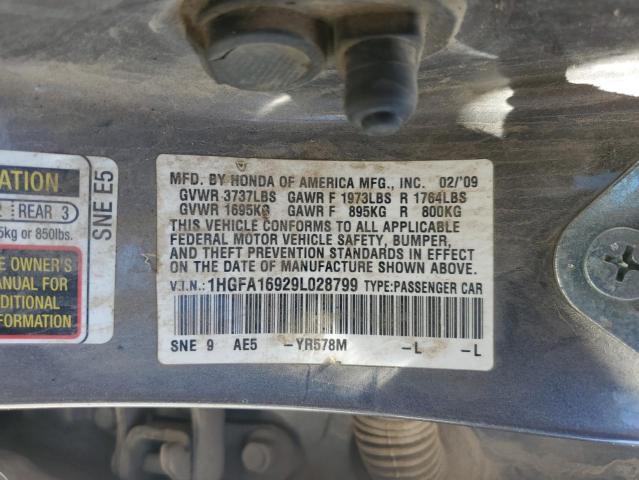 ATION
2 REAR 3
5kg or 850lbs.
E OWNER'S
ANUAL FOR
DITIONAL
FORMATION
SNE E5
MFD. BY HONDA OF AMERICA MFG., INC. 02/'09
GVWR 3737LBS GAWR F 1973LBS R 1764LBS
GVWR 1695KG GAWR F 895KG R 800KG
THIS VEHICLE CONFORMS TO ALL APPLICABLE
FEDERAL MOTOR VEHICLE SAFETY, BUMPER,
AND THEFT PREVENTION STANDARDS IN EFFECT
ON THE DATE OF MANUFACTURE SHOWN ABOVE.
V.I.N.: 1HGFA16929L028799 TYPE:PASSENGER CAR
SNE 9 AE5 -YR578M -L -L